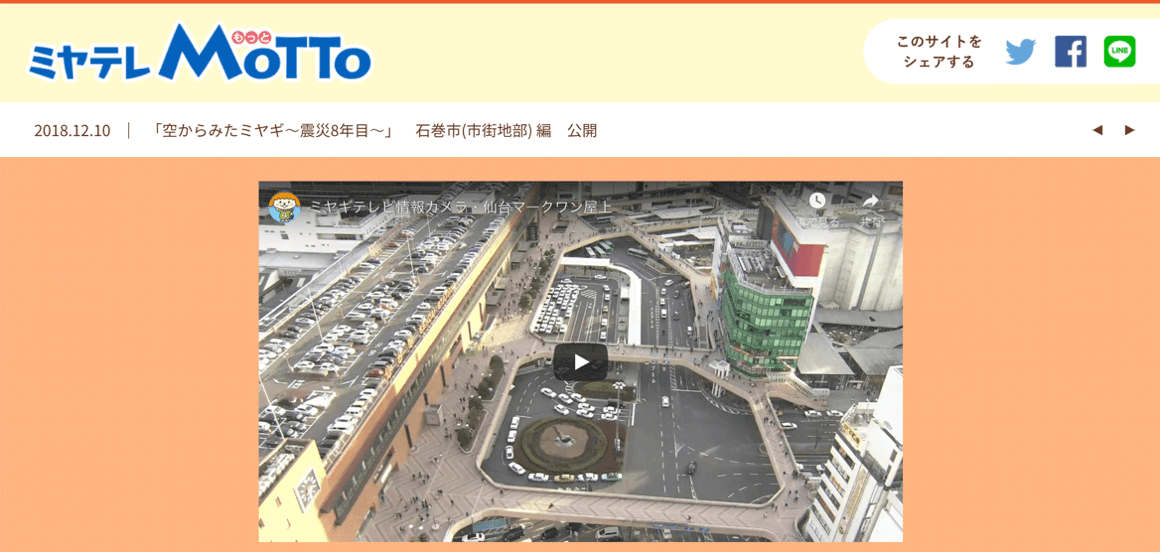 ミヤテレ MOTTO
もっと
このサイトを
シェアする
LINE
2018.12.10 | 「空からみたミヤギ〜震災8年目〜」 石巻市(市街地部) 編 公開
ミヤギテレビ情報カメラ・仙台マークワン屋上
後で見る
共有